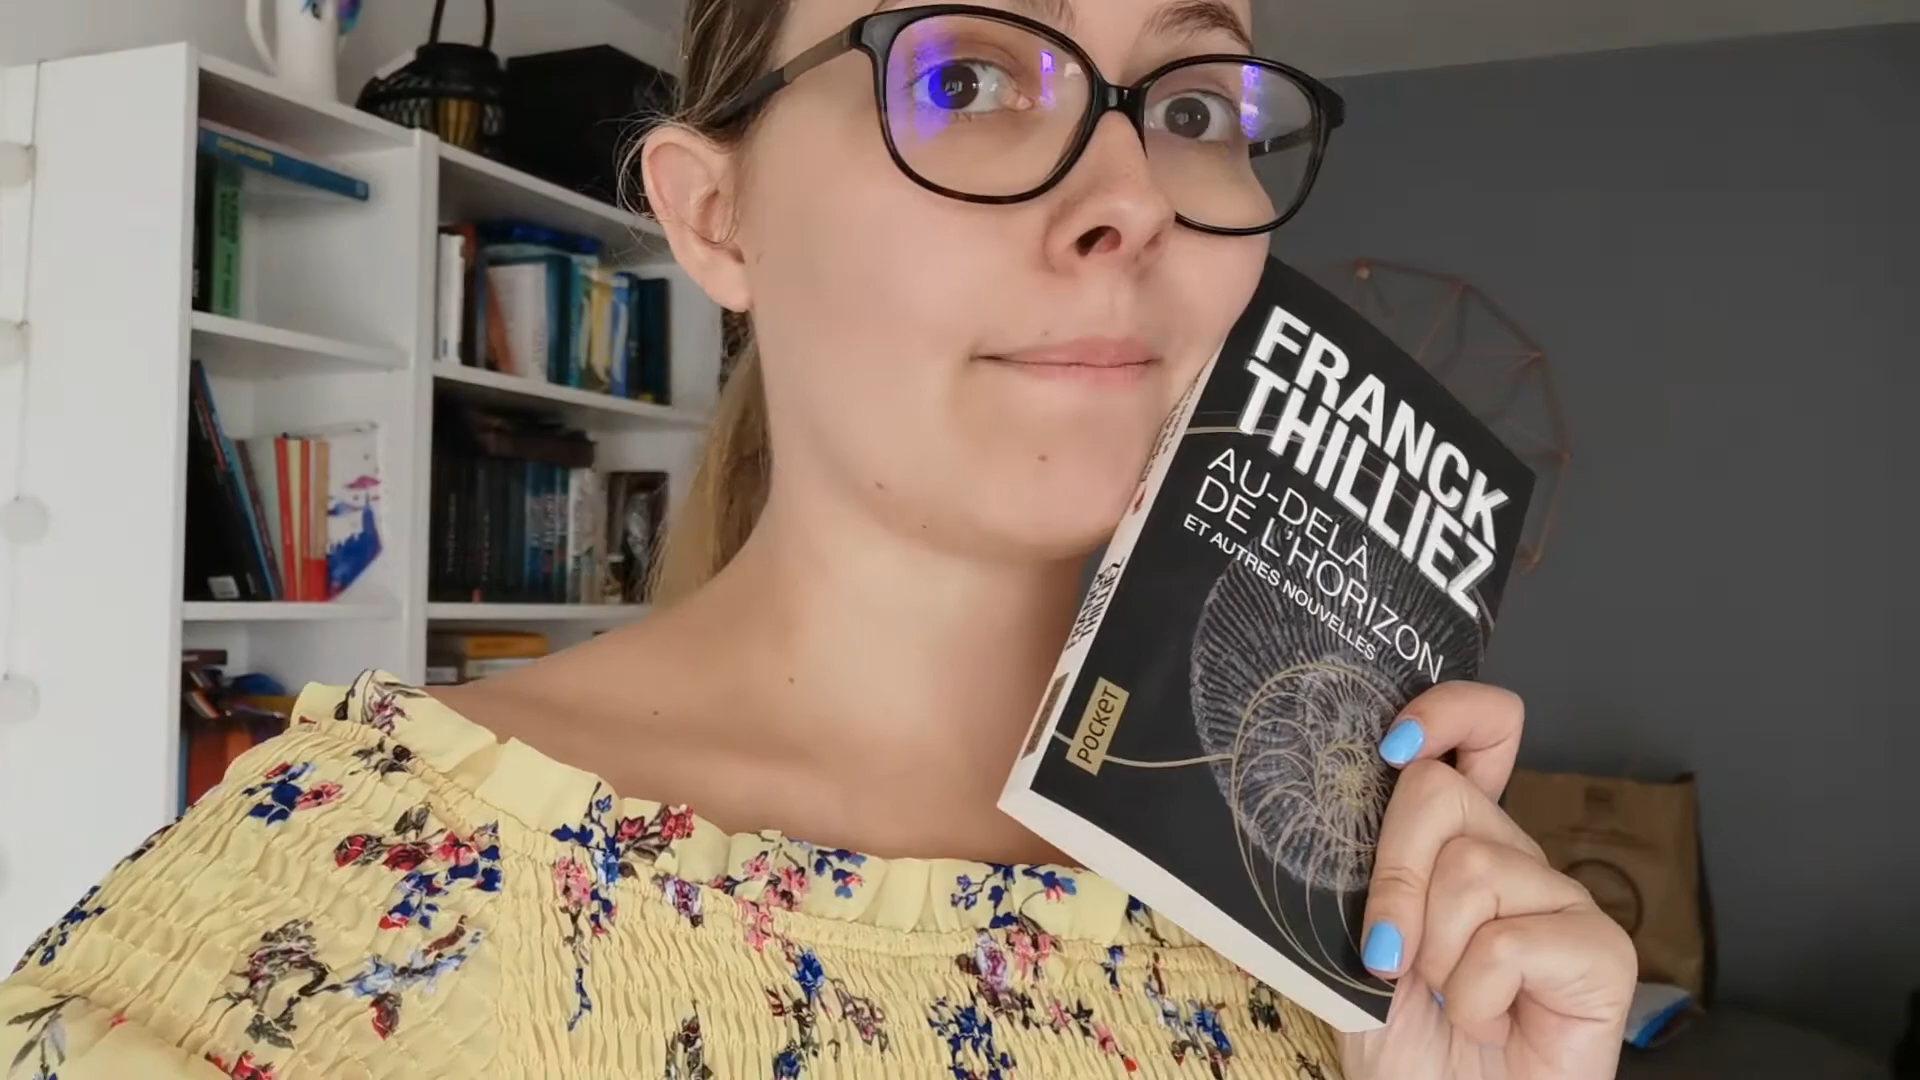 FRANCK
THILLIEZ
AU-DELÀ
DE L'HORIZON
ET AUTRES NOUVELLES
POCKET
FRANCK
THILLIEZ